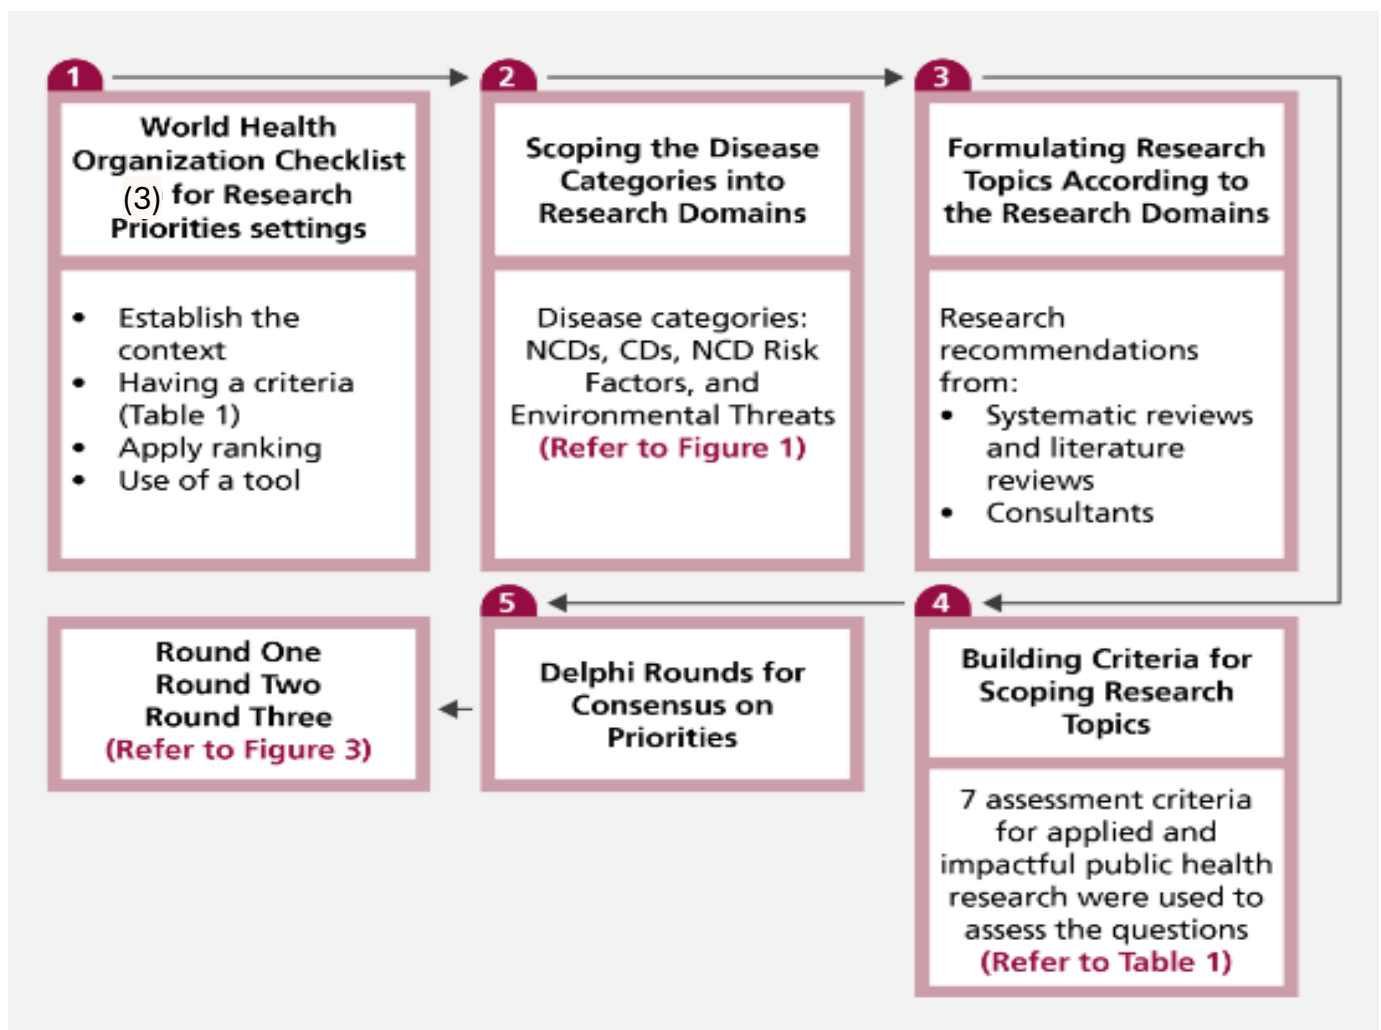 1
World Health
Organization Checklist
(3) for Research
Priorities settings
• Establish the
context
• Having a criteria
(Table 1)
• Apply ranking
• Use of a tool
2
Scoping the Disease
Categories into
Research Domains
Disease categories:
NCDs, CDs, NCD Risk
Factors, and
Environmental Threats
(Refer to Figure 1)
3
Formulating Research
Topics According to
the Research Domains
Research
recommendations
from:
• Systematic reviews
and literature
reviews
• Consultants
4
Building Criteria for
Scoping Research
Topics
7 assessment criteria
for applied and
impactful public health
research were used to
assess the questions
(Refer to Table 1)
5
Delphi Rounds for
Consensus on
Priorities
Round One
Round Two
Round Three
(Refer to Figure 3)